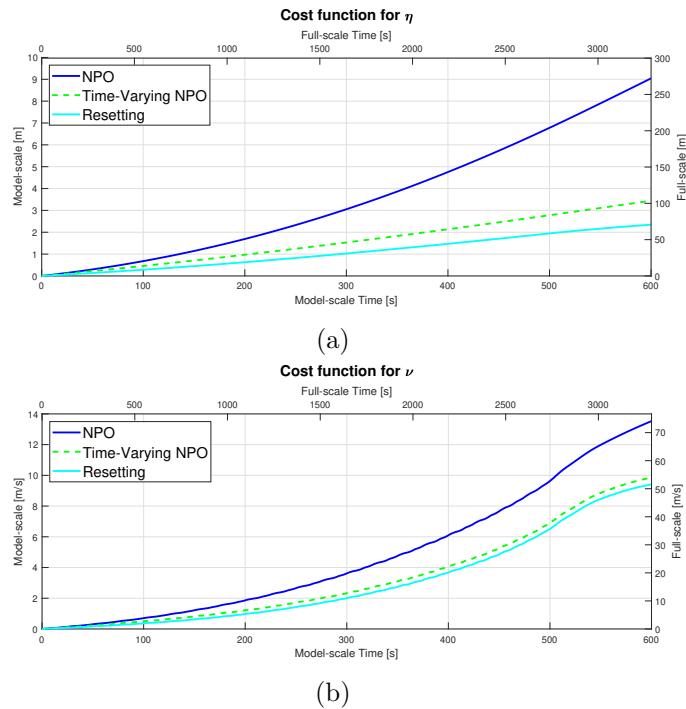 Cost function for η
Full-scale Time [s]
0 500 1000 1500 2000 2500 3000
10 300
9
8 250
7
200
6
5 150
4
3 100
2
50
1
0 0
NPO
Time-Varying NPO
Resetting
Model-scale [m]
Full-scale [m]
0 100 200 300 400 500 600
Model-scale Time [s]
(a)
Cost function for ν
Full-scale Time [s]
0 500 1000 1500 2000 2500 3000
14
70
12
60
10
50
8
40
6
30
4
20
2
10
0 0
NPO
Time-Varying NPO
Resetting
Model-scale [m/s]
Full-scale [m/s]
0 100 200 300 400 500 600
Model-scale Time [s]
(b)